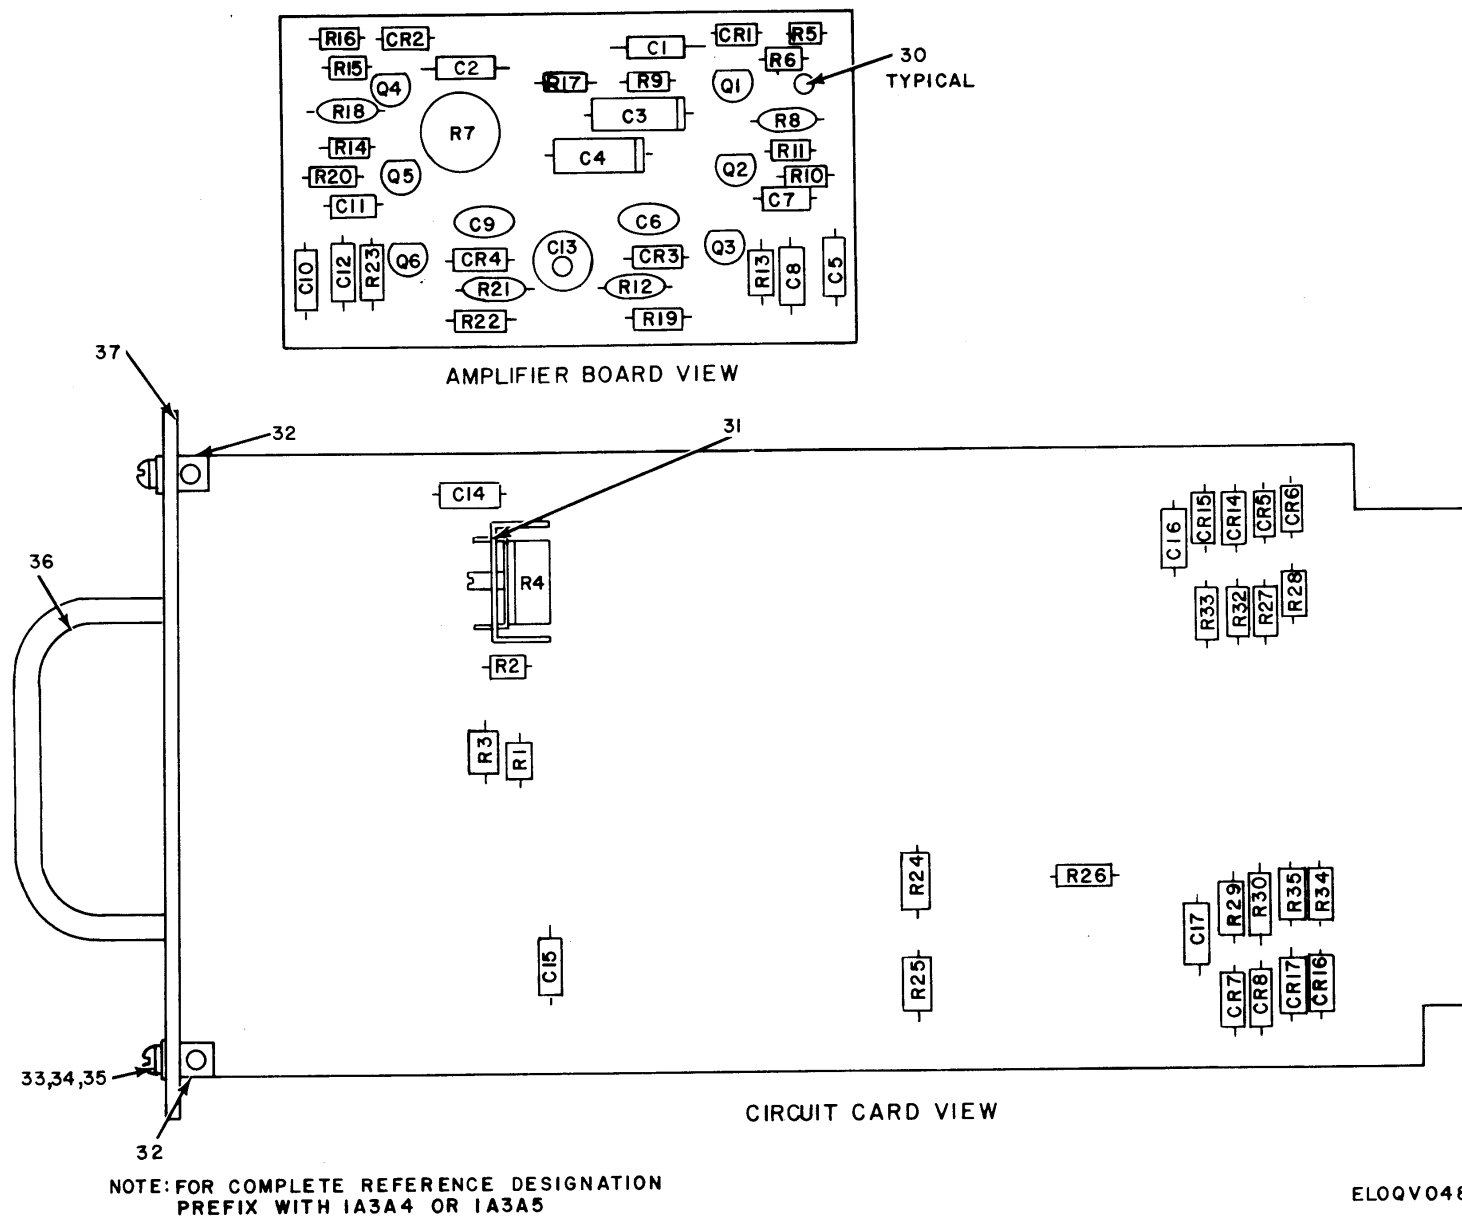 R16 CR2 C1 CR1 R5
R15 C2 R6 30
TYPICAL
Q4 R17 R9 Q1
R18 R7 C3 R8
R14 C4 R11
R20 Q5 Q2 R10
C11 C7
C9 C6
C10 C12 R23 Q6 CR4 C13 CR3 Q3 R13 C8 C5
R21 R12
R22 R19
AMPLIFIER BOARD VIEW
37
32
31
C14
C16 CR15 CR14 CR5 CR6
36
R4
R33 R32 R27 R28
R2
R3 R1
R24 R26 R29 R30 R35 R34
C17
C15 R25 CR7 CR8 CR17 CR16
33,34,35
32
CIRCUIT CARD VIEW
NOTE: FOR COMPLETE REFERENCE DESIGNATION
PREFIX WITH 1A3A4 OR 1A3A5
ELOQV048